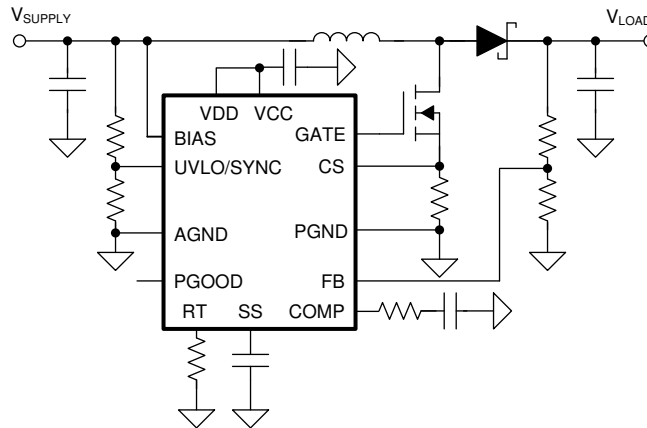 VSUPPLY
VLOAD
VDD VCC
BIAS
GATE
UVLO/SYNC
CS
AGND
PGND
PGOOD
FB
RT SS COMP